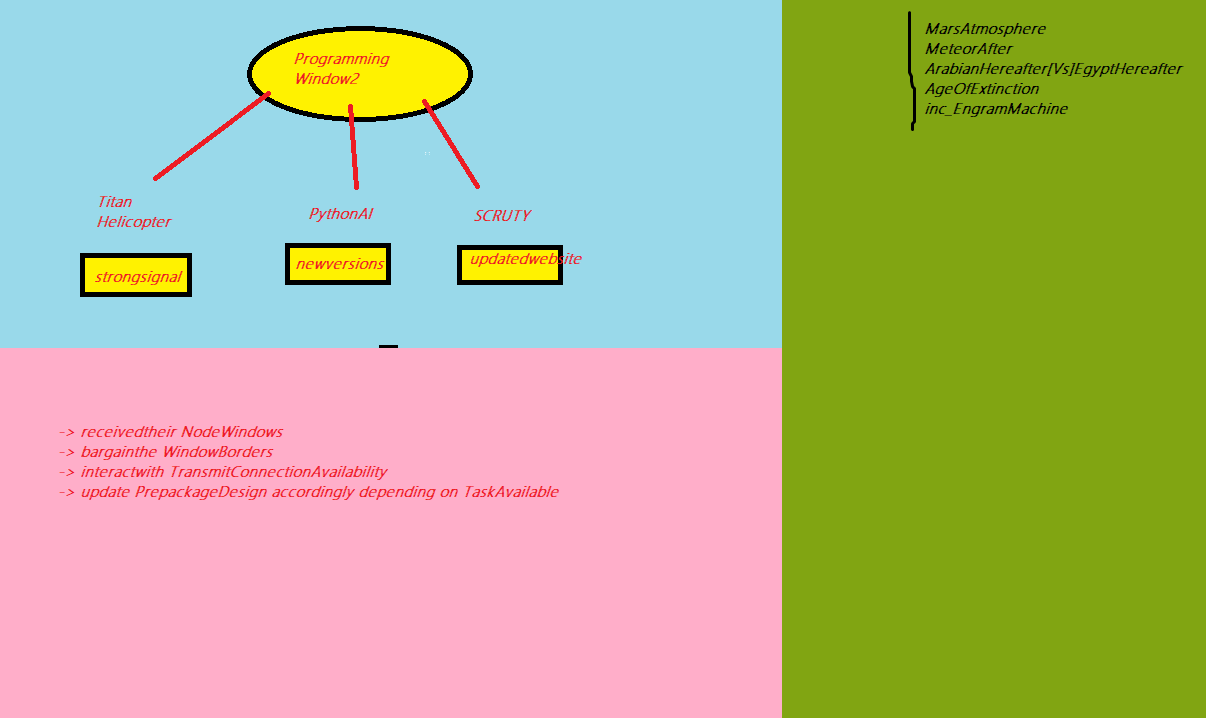 Programming
Window2
Titan
Helicopter
PythonAI
SCRUTY
strongsignal
newversions
updatedwebsite
-> receivedtheir NodeWindows
-> bargainthe WindowBorders
-> interactwith TransmitConnectionAvailability
-> update PrepackageDesign accordingly depending on TaskAvailable
MarsAtmosphere
MeteorAfter
ArabianHereafter[Vs]EgyptHereafter
AgeOfExtinction
inc_EngramMachine